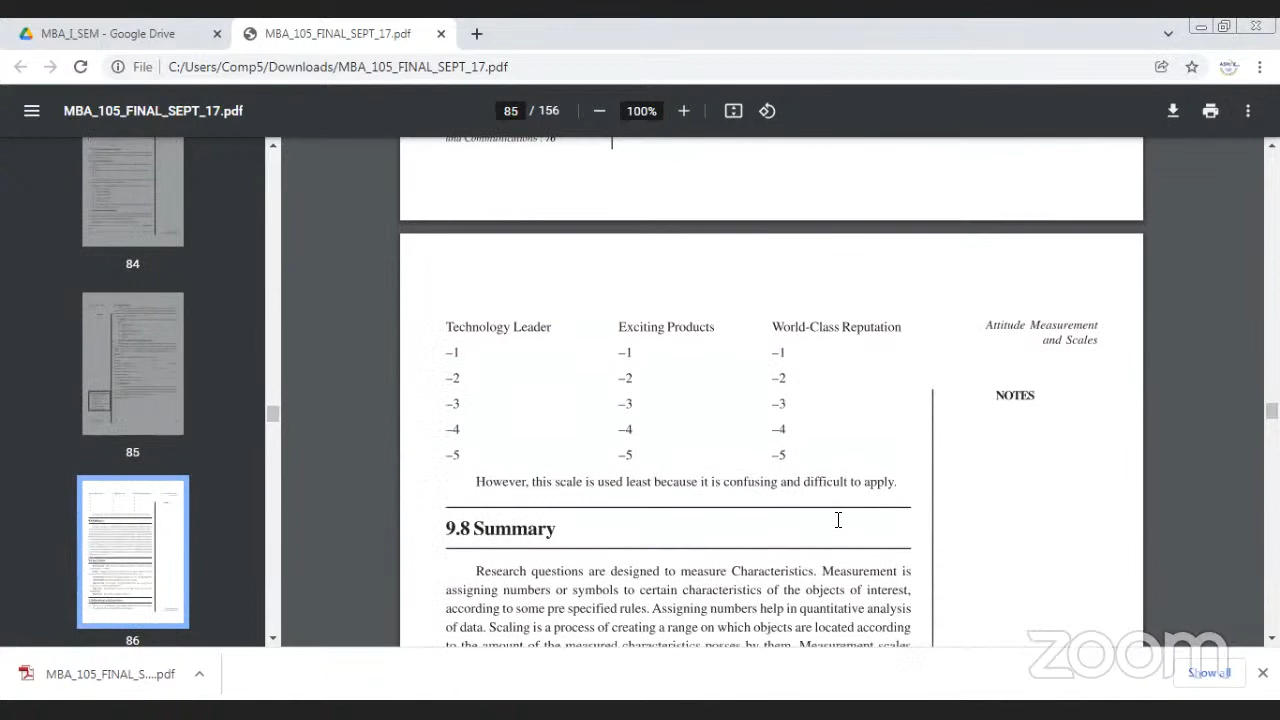 MBA_I_SEM - Google Drive
MBA_105_FINAL_SEPT_17.pdf
File
C:/Users/Comp5/Downloads/MBA_105_FINAL_SEPT_17.pdf
MBA_105_FINAL_SEPT_17.pdf
85 / 156
100%
84
85
86
and Communications : 76
Technology Leader Exciting Products World-Class Reputation
Attitude Measurement
and Scales
–1 –1 –1
–2 –2 –2
NOTES
–3 –3 –3
–4 –4 –4
–5 –5 –5
However, this scale is used least because it is confusing and difficult to apply.
9.8 Summary
Research questions are designed to measure Characteristics. Measurement is
assigning numbers or symbols to certain characteristics of the objects of interest,
according to some pre specified rules. Assigning numbers help in quantitative analysis
of data. Scaling is a process of creating a range on which objects are located according
to the amount of the measured characteristics posses by them. Measurement scales
zoom
MBA_105_FINAL_S....pdf
Show all